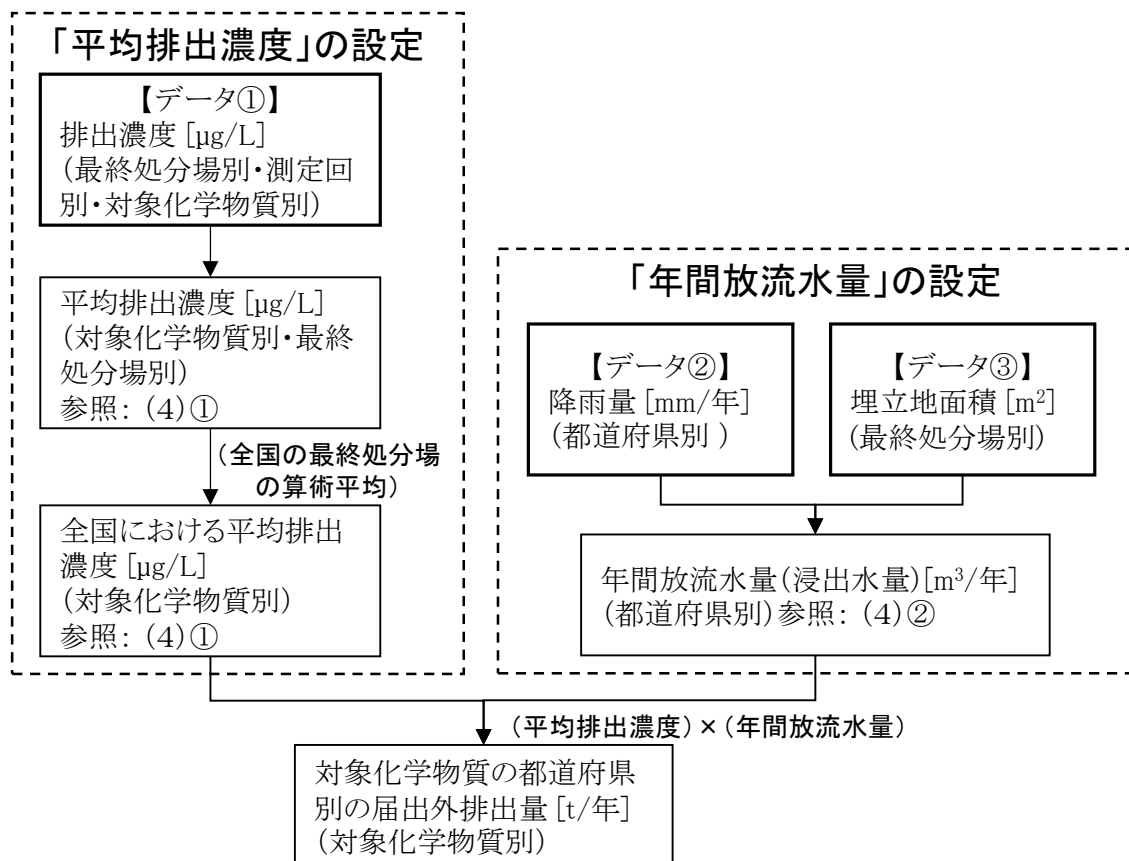 「平均排出濃度」の設定
【データ①】
排出濃度[µg/L]
(最終処分場別・測定回
別・対象化学物質別)
平均排出濃度[µg/L]
(対象化学物質別・最終
処分場別)
参照:(4)①
(全国の最終処分場
の算術平均)
全国における平均排出
濃度[µg/L]
(対象化学物質別)
参照:(4)①
「年間放流水量」の設定
【データ②】
降雨量[mm/年]
(都道府県別 )
【データ③】
埋立地面積[m²]
(最終処分場別)
年間放流水量(浸出水量)[m³/年]
(都道府県別)参照:(4)②
(平均排出濃度)×(年間放流水量)
対象化学物質の都道府県
別の届出外排出量[t/年]
(対象化学物質別)